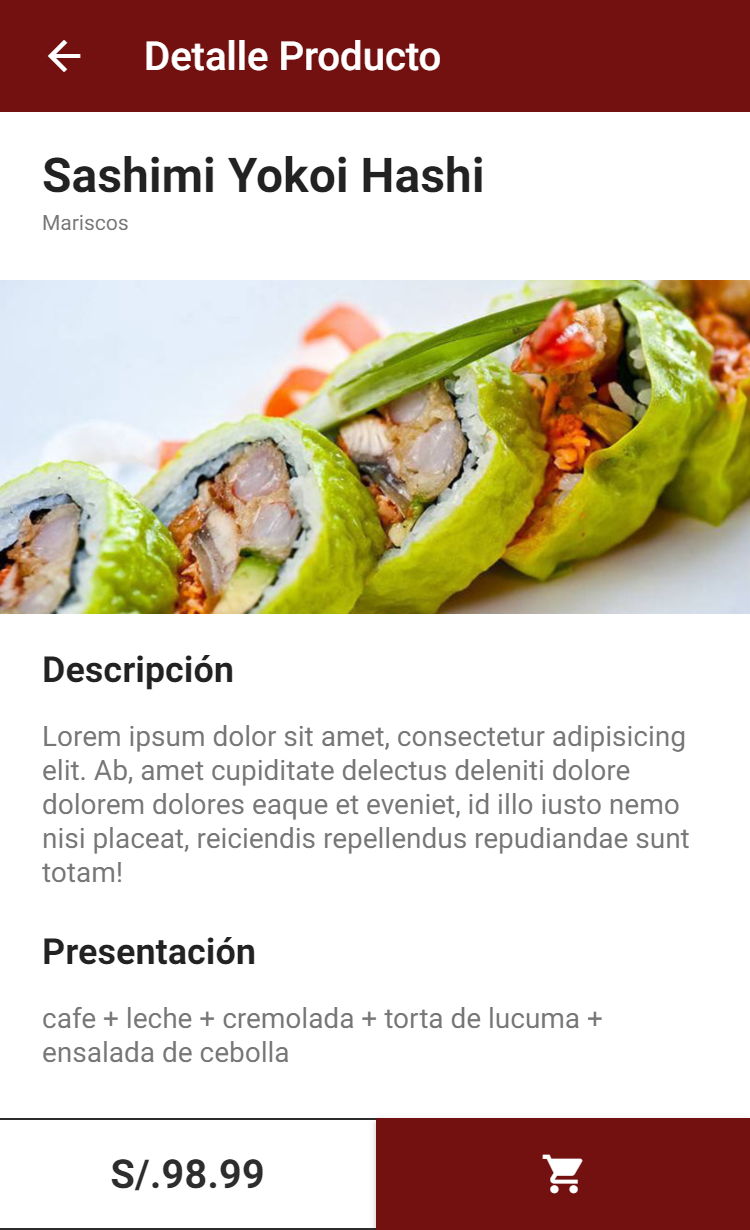 Detalle Producto
Sashimi Yokoi Hashi
Mariscos
Descripción
Lorem ipsum dolor sit amet, consectetur adipisicing
elit. Ab, amet cupiditate delectus deleniti dolore
dolorem dolores eaque et eveniet, id illo iusto nemo
nisi placeat, reiciendis repellendus repudiandae sunt
totam!
Presentación
cafe + leche + cremolada + torta de lucuma +
ensalada de cebolla
S/.98.99